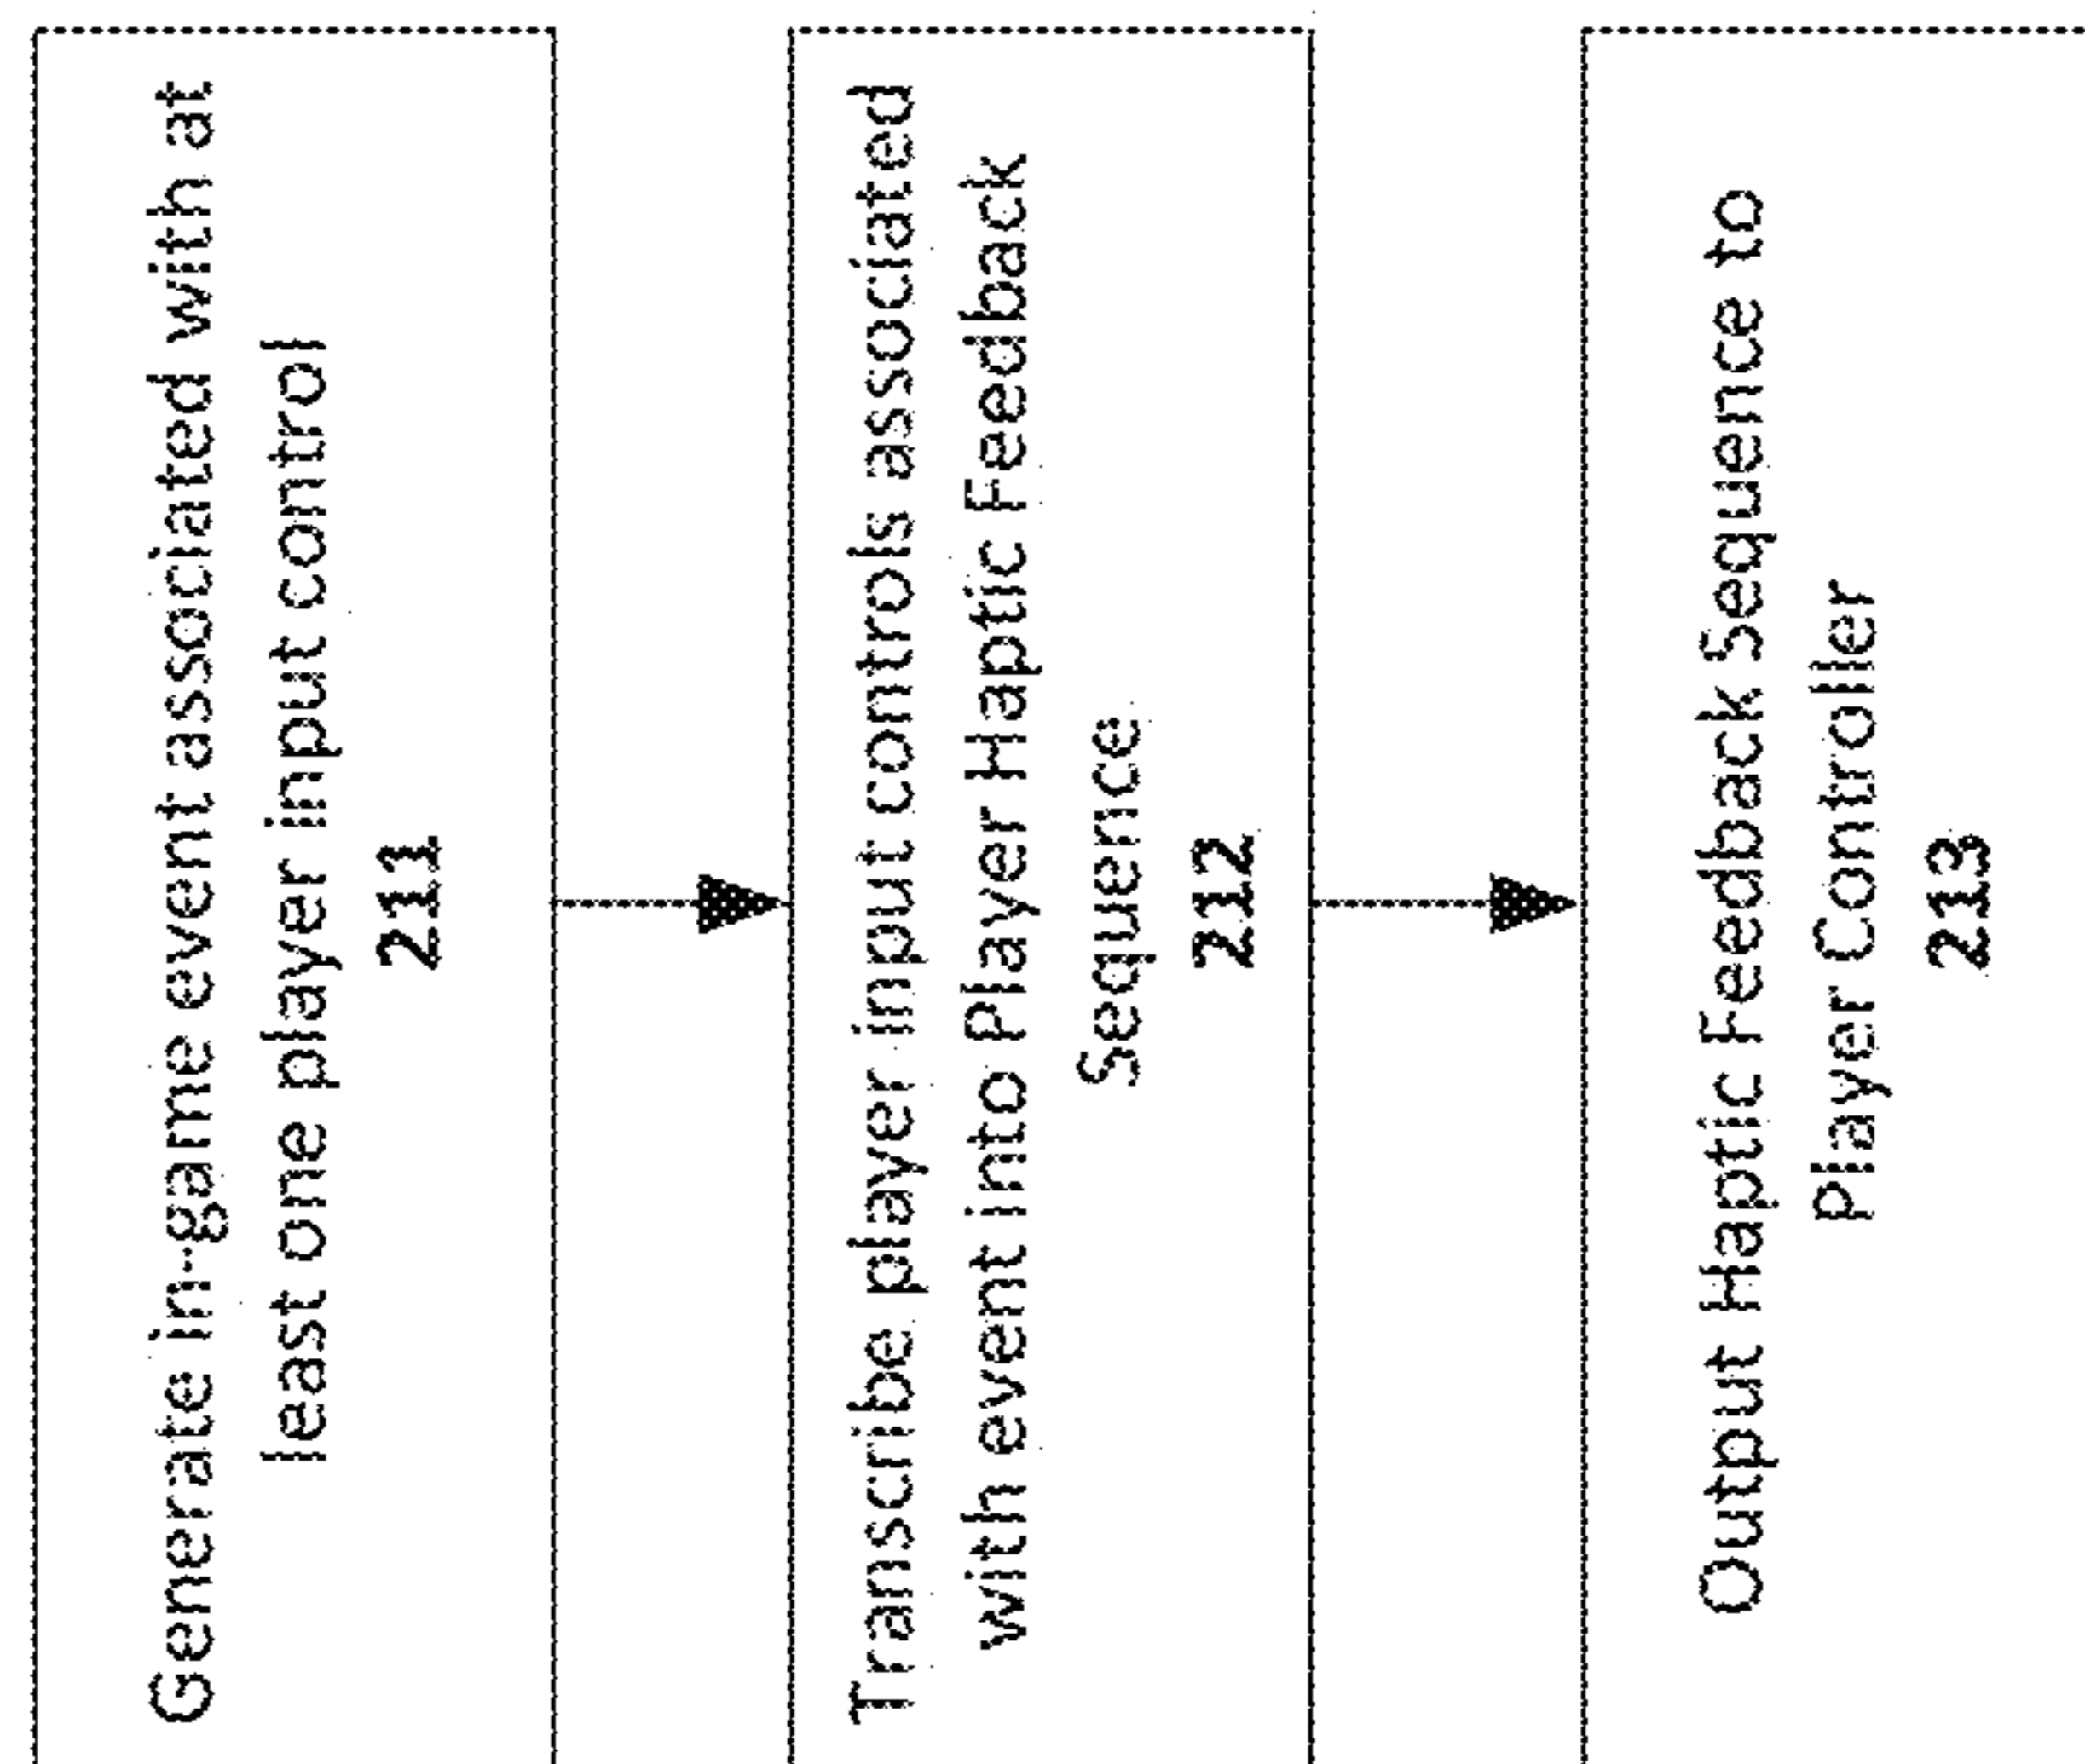 Generate in-game event associated with at
least one player input control
211
Transcribe player input controls associated
with event into Player Haptic Feedback
Sequence
212
Output Haptic Feedback Sequence to
Player Controller
213